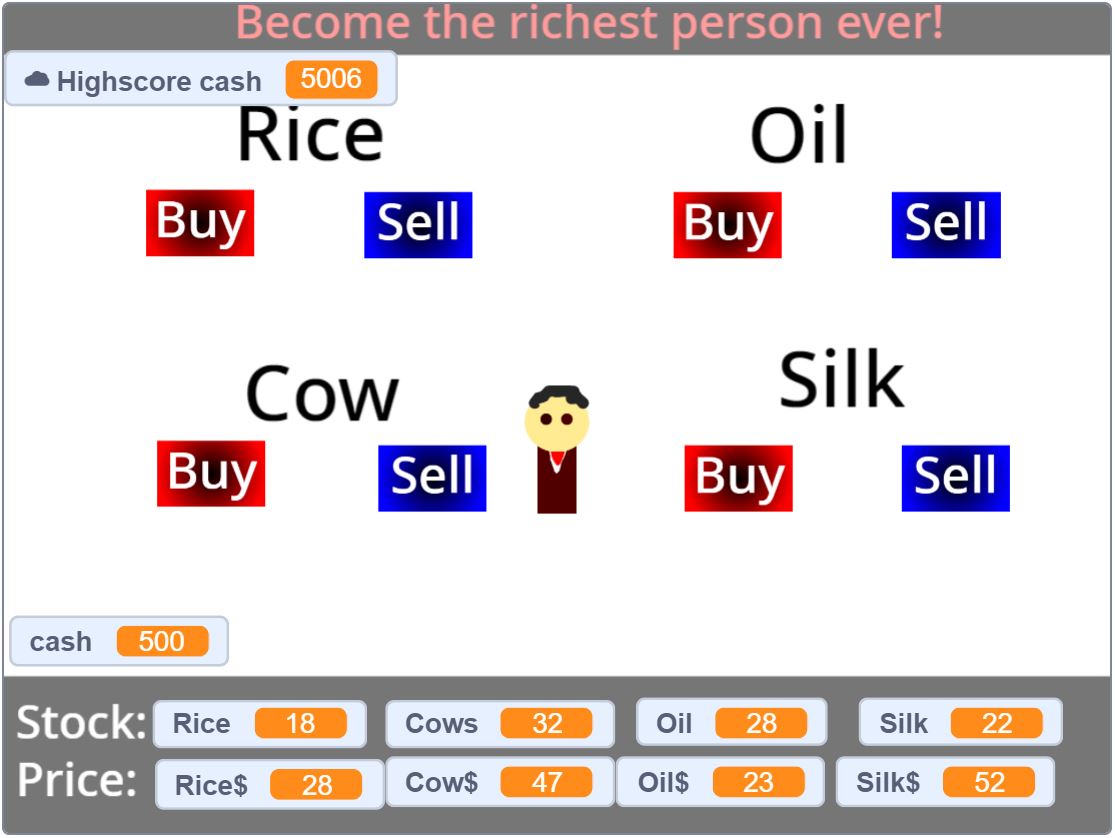 Become the richest person ever!
Highscore cash 5006
Rice Oil
Buy Sell Buy Sell
Cow Silk
Buy Sell Buy Sell
cash 500
Stock: Rice 18 Cows 32 Oil 28 Silk 22
Price: Rice$ 28 Cow$ 47 Oil$ 23 Silk$ 52